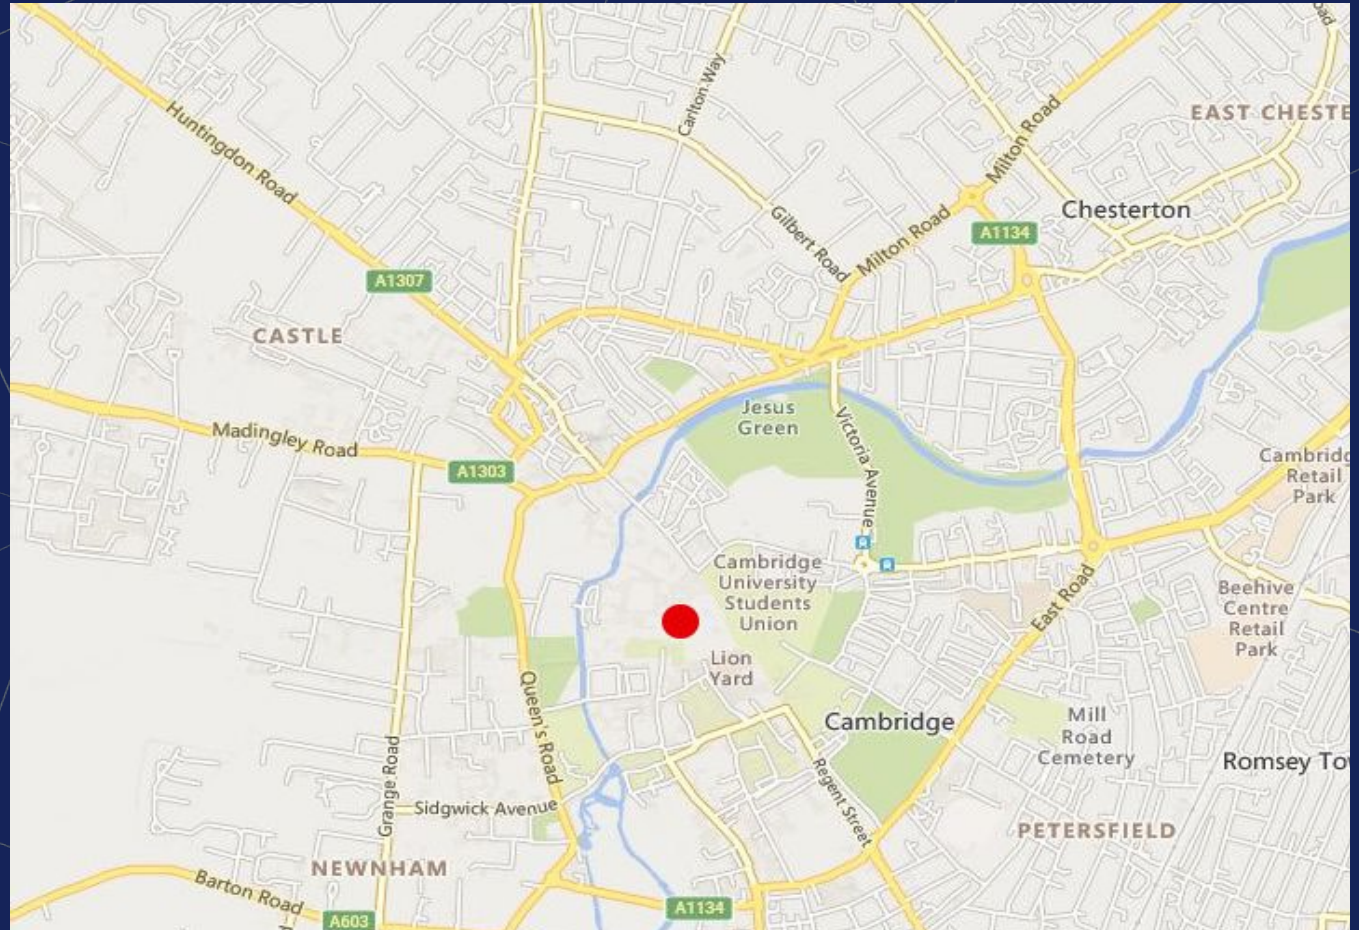 Carlton Way
Huntingdon Road
Milton Road
EAST CHESTE
Chesterton
A1134
Gilbert Road
Milton Road
A1307
CASTLE
Jesus
Green
Victoria Avenue
Madingley Road
A1303
Cambridg
Retail
Park
Cambridge
University
Students
Union
East Road
Beehive
Centre
Retail
Park
Lion
Yard
Queen's Road
Cambridge
Mill
Road
Cemetery
Romsey To
Grange Road
Regent Street
Sidgwick Avenue
PETERSFIELD
NEWNHAM
Barton Road
A603
A1134